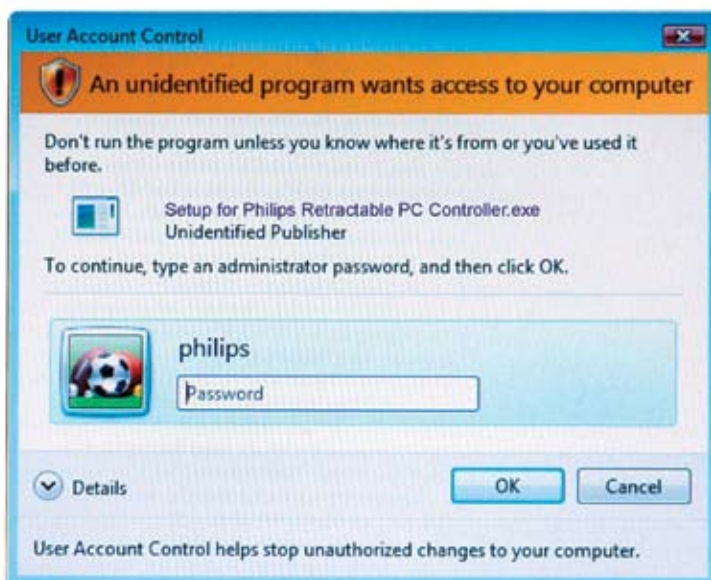 User Account Control
An unidentified program wants access to your computer
Don't run the program unless you know where it's from or you've used it
before.
Setup for Philips Retractable PC Controller.exe
Unidentified Publisher
To continue, type an administrator password, and then click OK.
philips
Password
Details
OK
Cancel
User Account Control helps stop unauthorized changes to your computer.